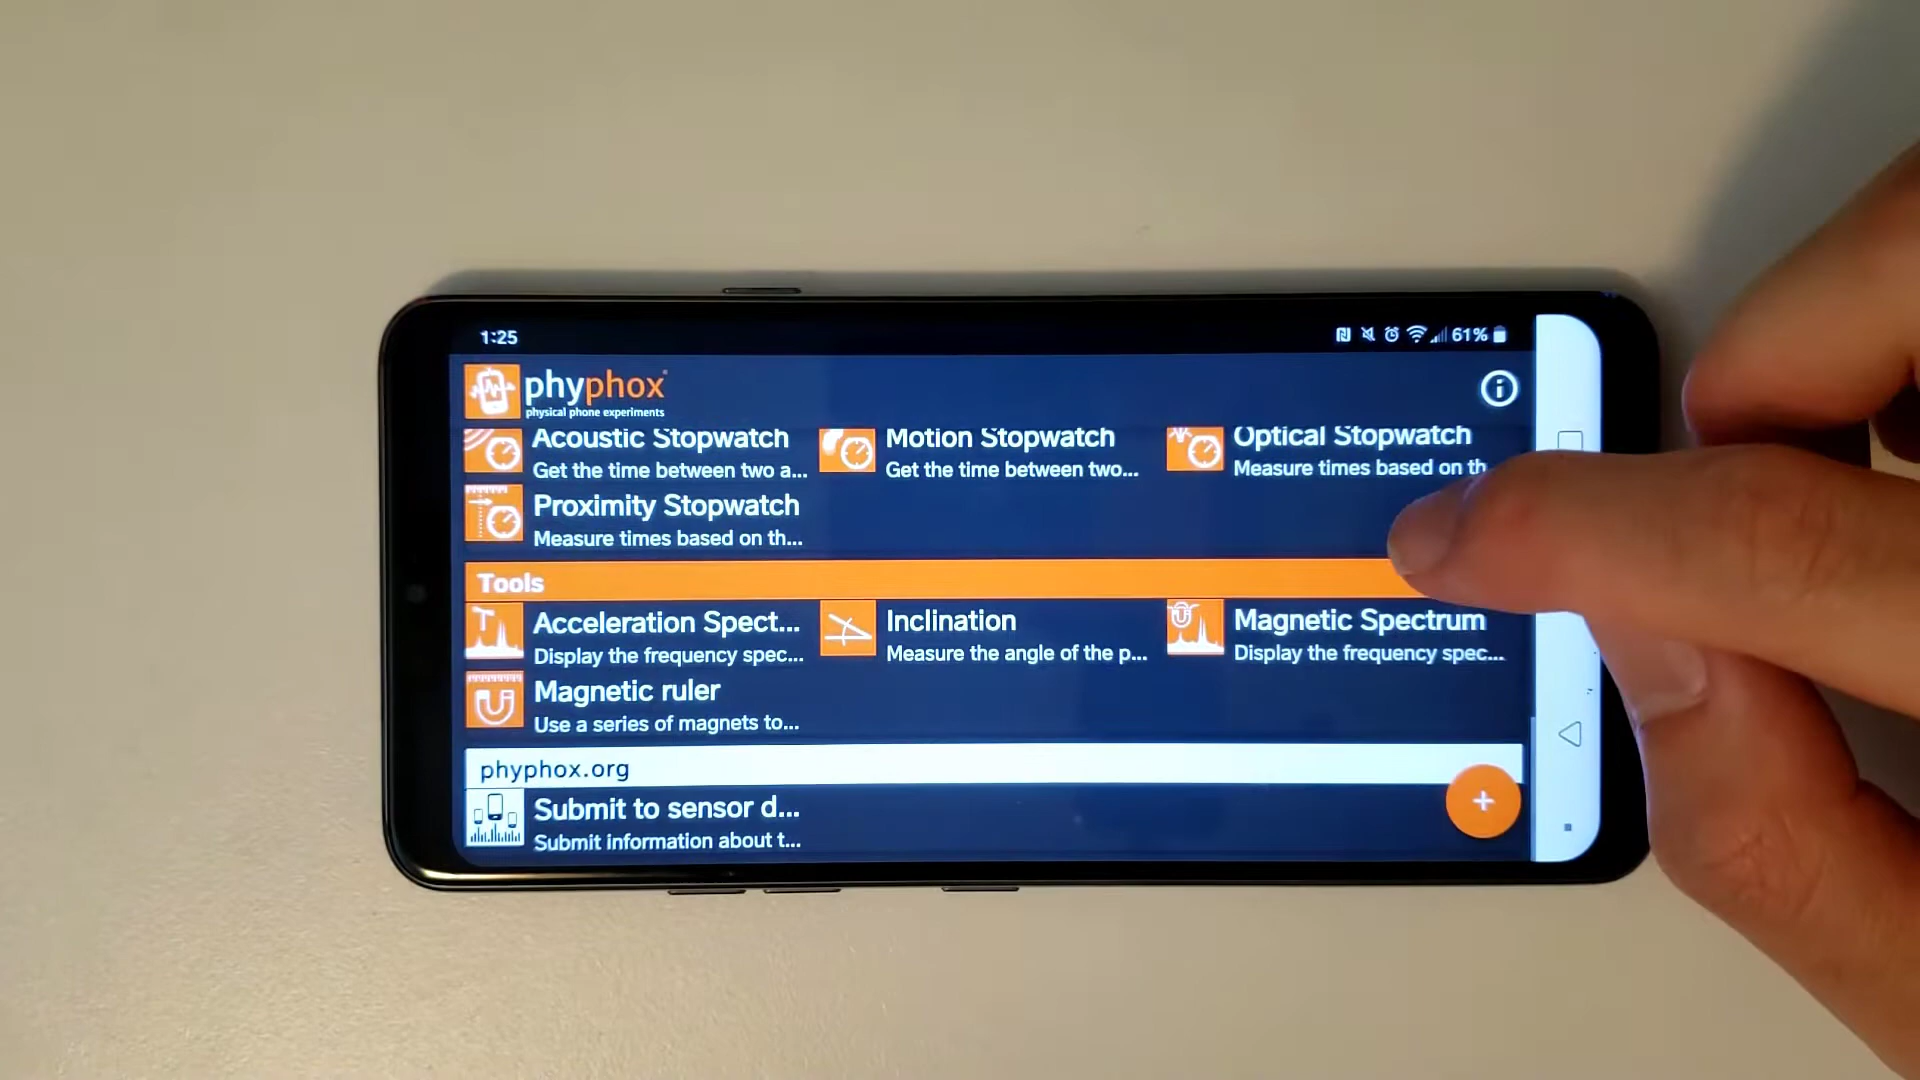 1:25
61%
phyphox
physical phone experiments
Acoustic Stopwatch
Get the time between two a...
Motion Stopwatch
Get the time between two...
Optical Stopwatch
Measure times based on th
Proximity Stopwatch
Measure times based on th...
Tools
Acceleration Spect...
Display the frequency spec...
Inclination
Measure the angle of the p...
Magnetic Spectrum
Display the frequency spec...
Magnetic ruler
Use a series of magnets to...
phyphox.org
Submit to sensor d...
Submit information about t...